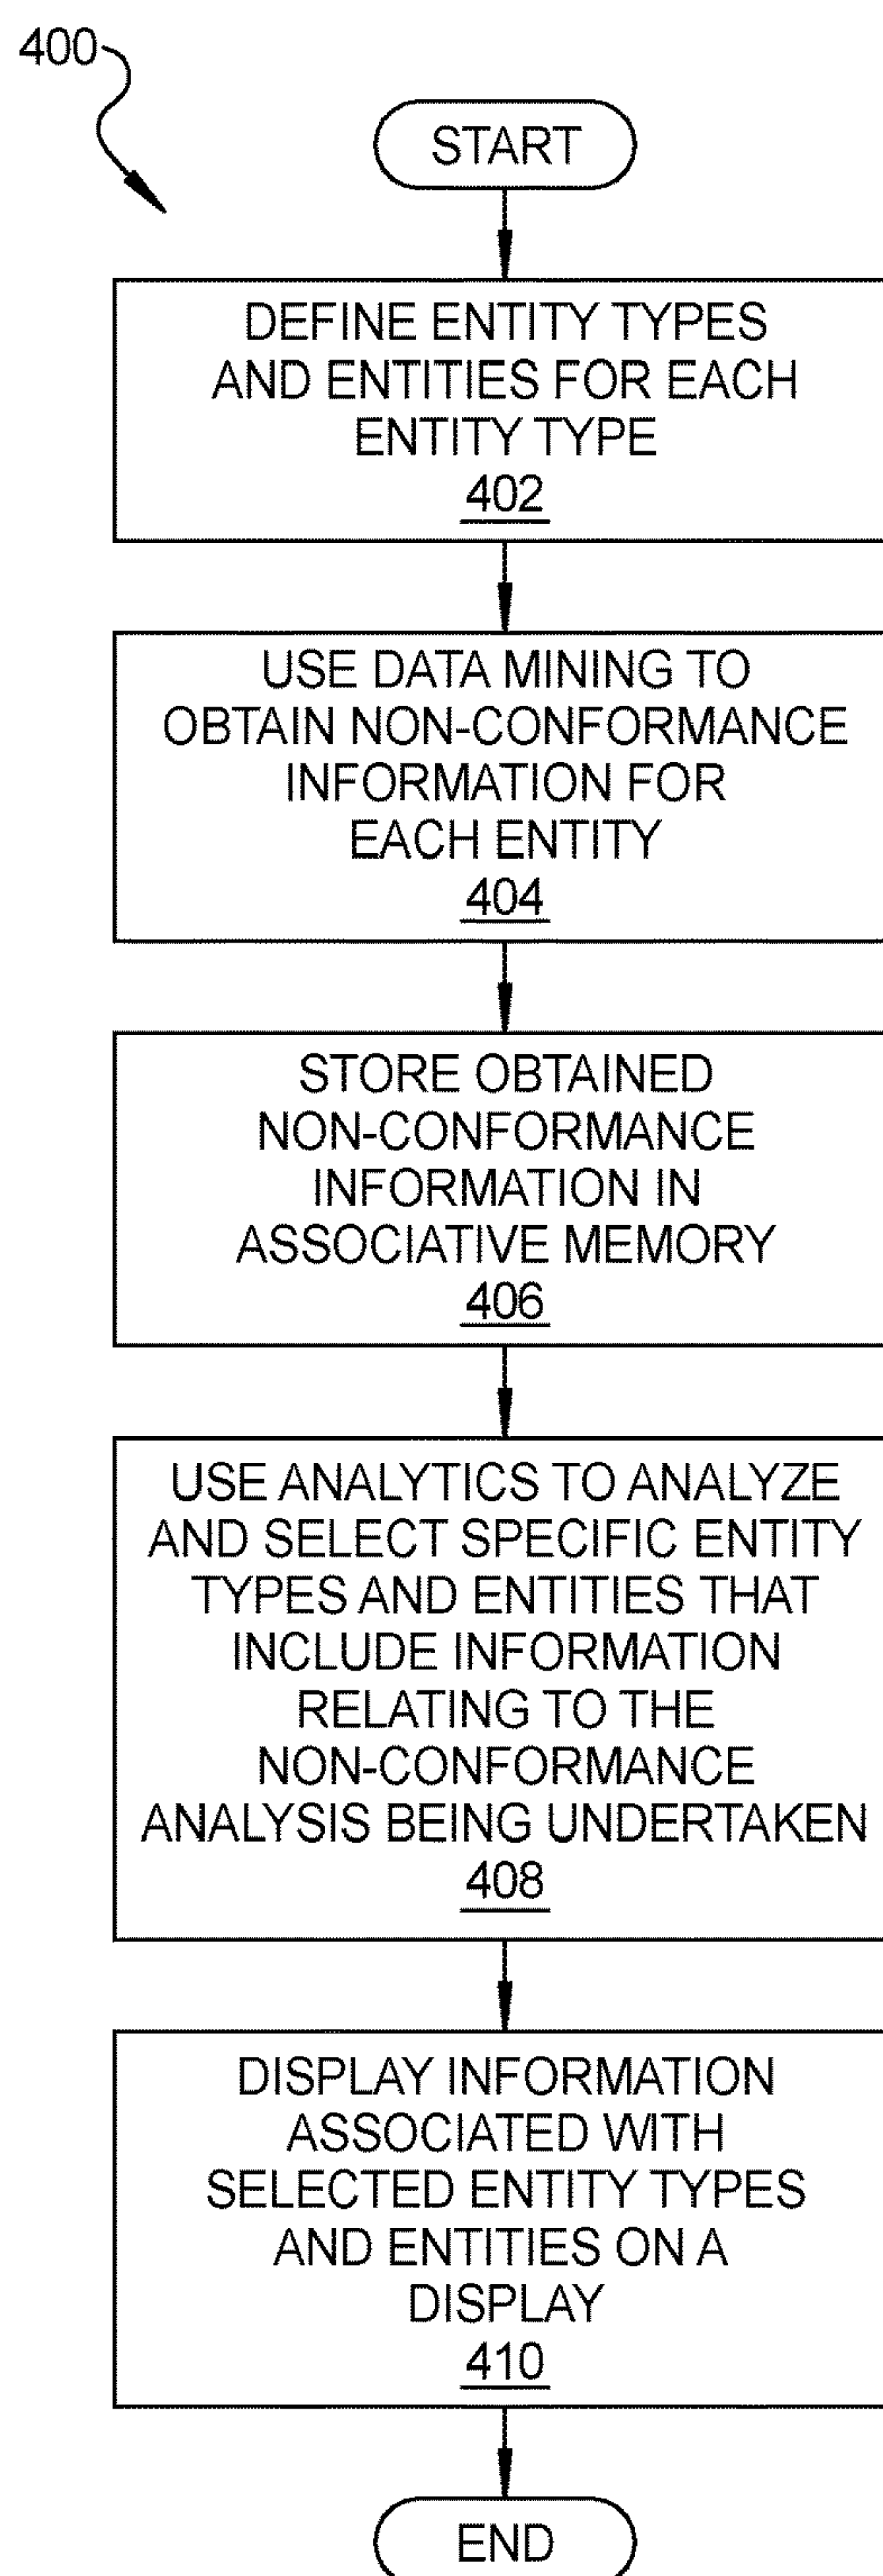 400
START
DEFINE ENTITY TYPES
AND ENTITIES FOR EACH
ENTITY TYPE
402
USE DATA MINING TO
OBTAIN NON-CONFORMANCE
INFORMATION FOR
EACH ENTITY
404
STORE OBTAINED
NON-CONFORMANCE
INFORMATION IN
ASSOCIATIVE MEMORY
406
USE ANALYTICS TO ANALYZE
AND SELECT SPECIFIC ENTITY
TYPES AND ENTITIES THAT
INCLUDE INFORMATION
RELATING TO THE
NON-CONFORMANCE
ANALYSIS BEING UNDERTAKEN
408
DISPLAY INFORMATION
ASSOCIATED WITH
SELECTED ENTITY TYPES
AND ENTITIES ON A
DISPLAY
410
END